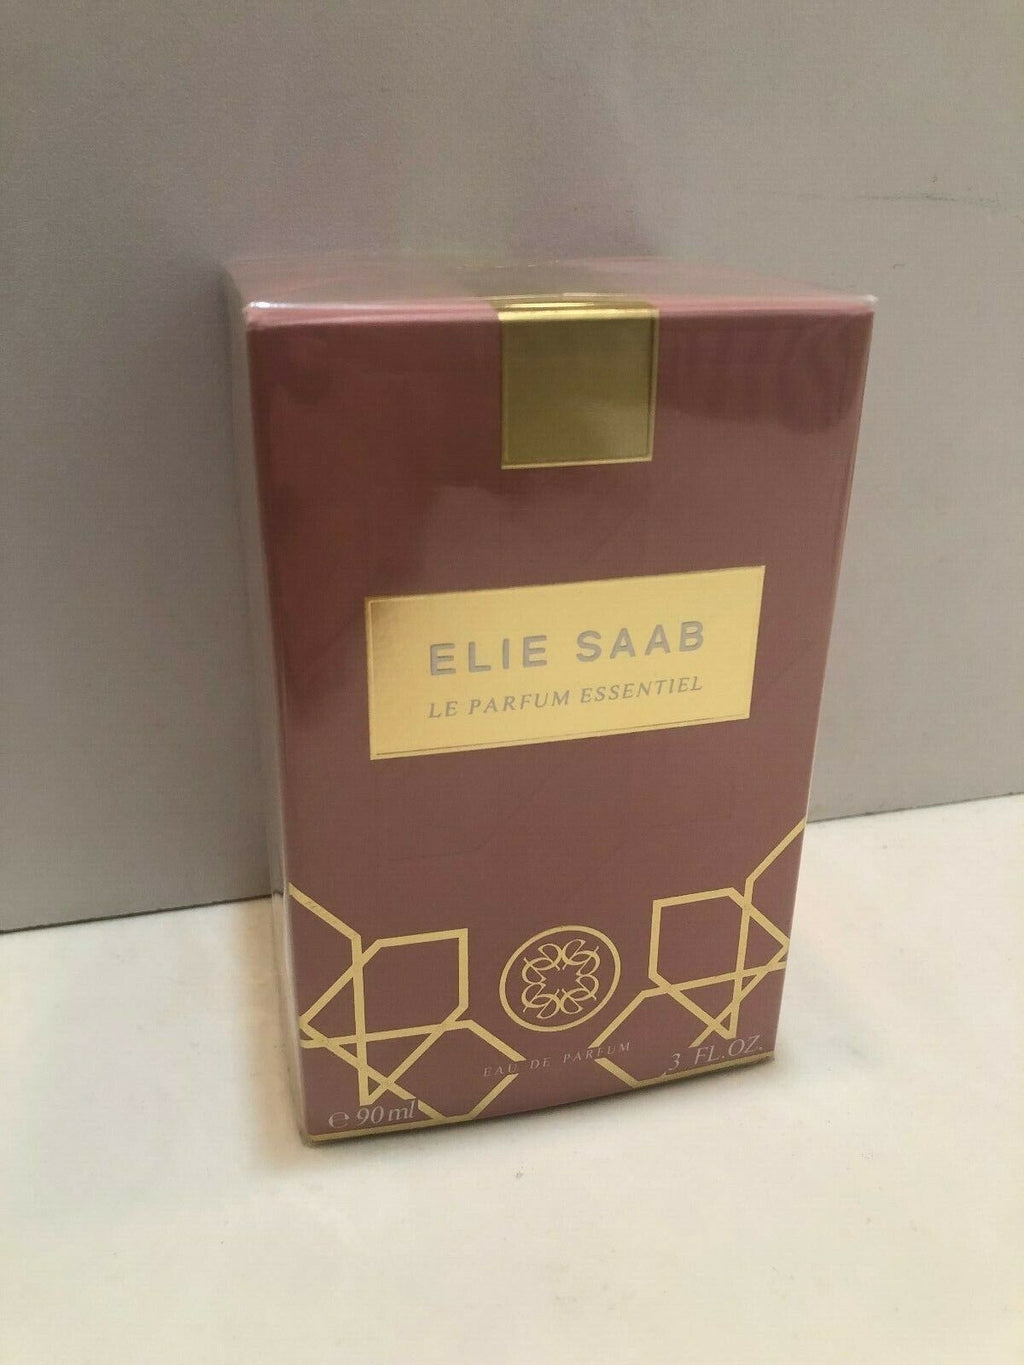 ELIE SAAB
LE PARFUM ESSENTIEL
EAU DE PARFUM
℮ 90 ml
3 FL.OZ.